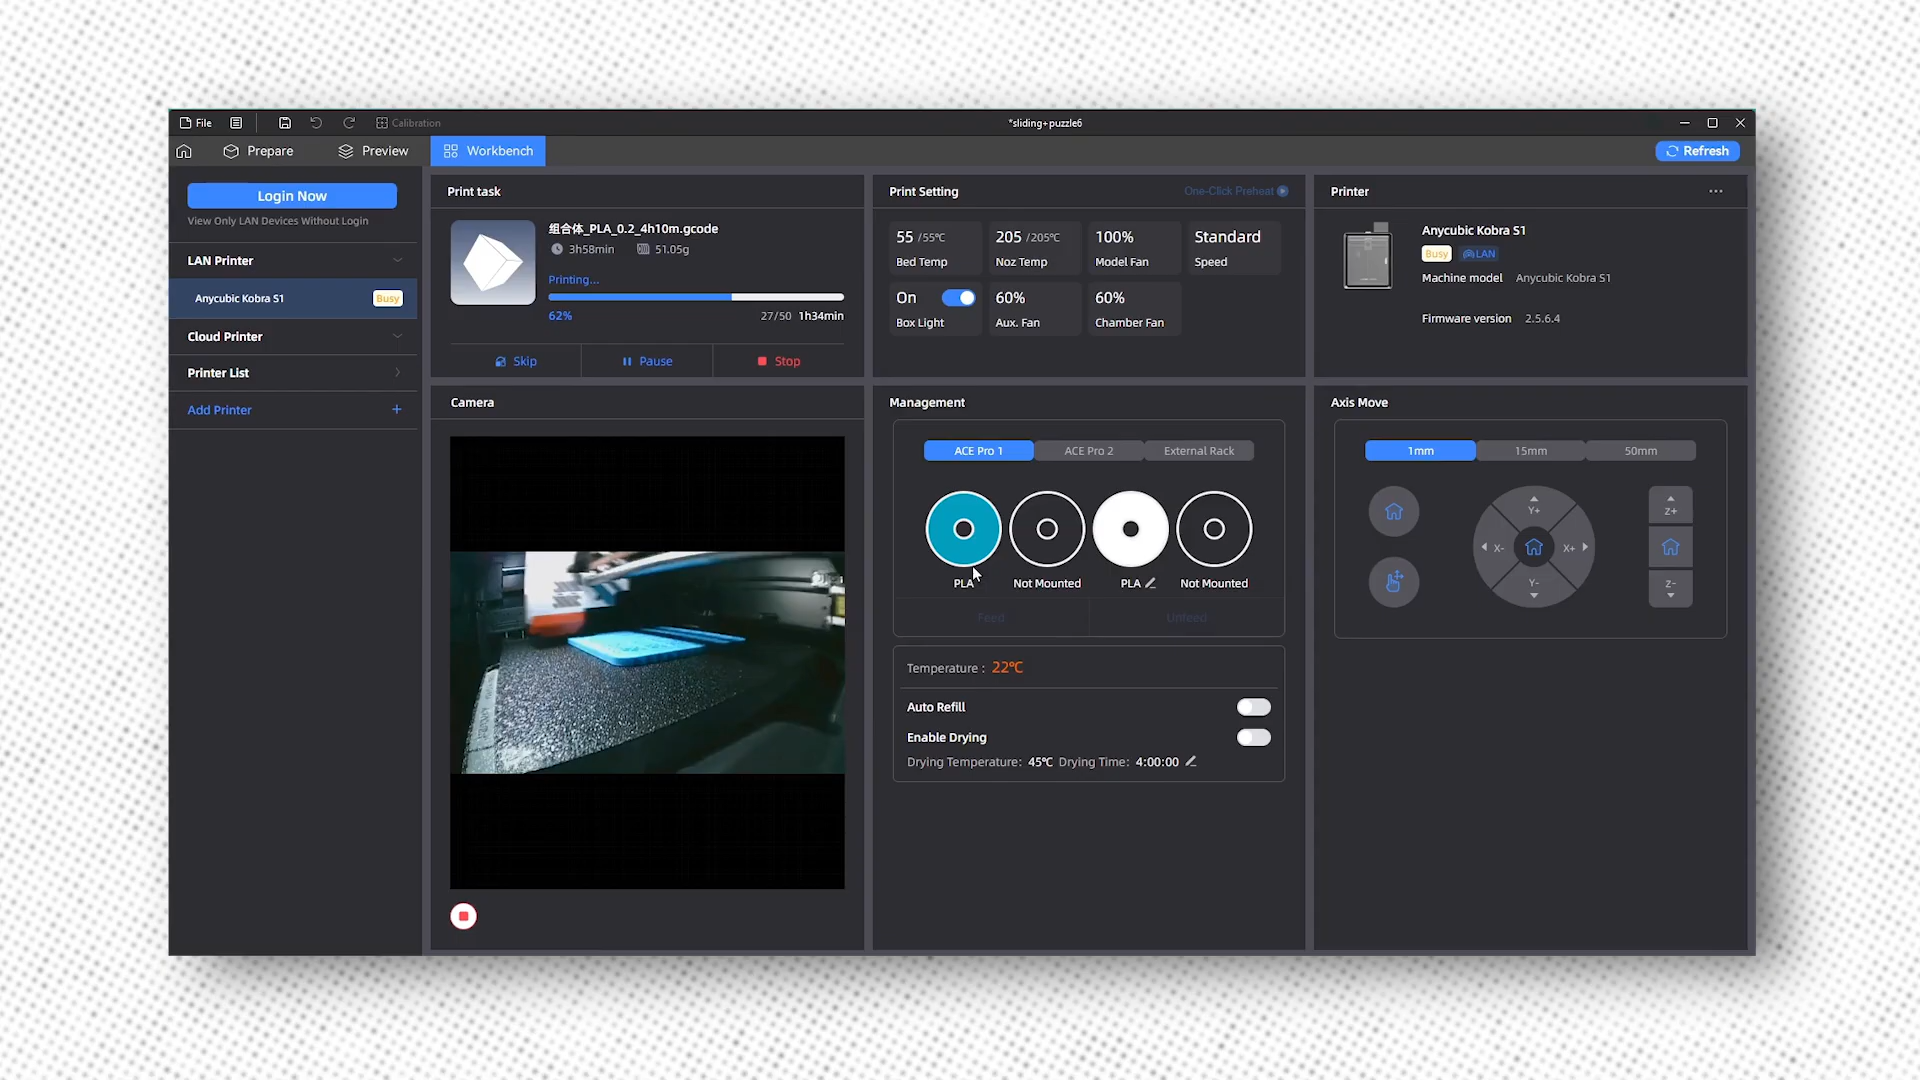 File
Calibration
*sliding+puzzle6
Prepare
Preview
Workbench
Refresh
Login Now
View Only LAN Devices Without Login
LAN Printer
Anycubic Kobra S1
Busy
Cloud Printer
Printer List
Add Printer
+
Print task
组合体_PLA_0.2_4h10m.gcode
3h58min
51.05g
Printing...
62%
27/50 1h34min
Skip
Pause
Stop
Camera
Print Setting
One-Click Preheat
55 /55℃
Bed Temp
205 /205℃
Noz Temp
100%
Model Fan
Standard
Speed
On
Box Light
60%
Aux. Fan
60%
Chamber Fan
Management
ACE Pro 1
ACE Pro 2
External Rack
PLA
Not Mounted
PLA
Not Mounted
Feed
Unfeed
Temperature : 22℃
Auto Refill
Enable Drying
Drying Temperature: 45℃ Drying Time: 4:00:00
Printer
Anycubic Kobra S1
Busy
LAN
Machine model Anycubic Kobra S1
Firmware version 2.5.6.4
Axis Move
1mm
15mm
50mm
Y+
X-
X+
Y-
Z+
Z-